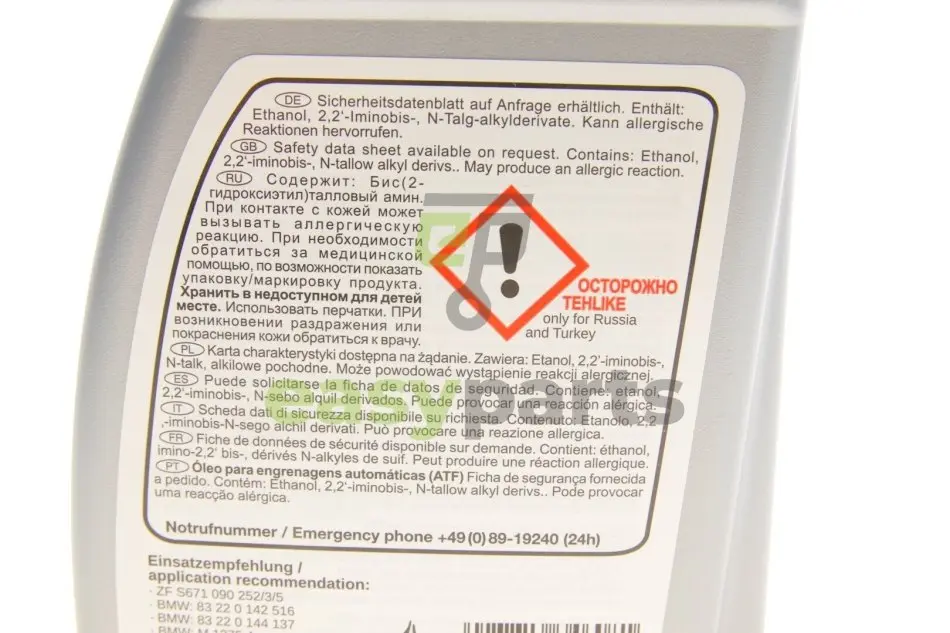 DE Sicherheitsdatenblatt auf Anfrage erhältlich. Enthält:
Ethanol, 2,2'-Iminobis-, N-Talg-alkylderivate. Kann allergische
Reaktionen hervorrufen.
GB Safety data sheet available on request. Contains: Ethanol,
2,2'-iminobis-, N-tallow alkyl derivs.. May produce an allergic reaction.
RU Содержит: Бис(2-
гидроксиэтил)талловый амин.
При контакте с кожей может
вызывать аллергическую
реакцию. При необходимости
обратиться за медицинской
помощью, по возможности показать
упаковку/маркировку продукта.
Хранить в недоступном для детей
месте. Использовать перчатки. ПРИ
возникновении раздражения или
покраснения кожи обратиться к врачу.
ОСТОРОЖНО
TEHLIKE
only for Russia
and Turkey
PL Karta charakterystyki dostępna na żądanie. Zawiera: Etanol, 2,2'-iminobis-,
N-talk, alkilowe pochodne. Może powodować wystąpienie reakcji alergicznej.
ES Puede solicitarse la ficha de datos de seguridad. Contiene: etanol,
2,2'-iminobis-, N-sebo alquil derivados. Puede provocar una reacción alérgica.
IT Scheda dati di sicurezza disponibile su richiesta. Contenuto: Etanolo, 2,2'
,-iminobis-N-sego alchil derivati. Può provocare una reazione allergica.
FR Fiche de données de sécurité disponible sur demande. Contient: éthanol,
imino-2,2' bis-, dérivés N-alkyles de suif. Peut produire une réaction allergique.
PT Óleo para engrenagens automáticas (ATF) Ficha de segurança fornecida
a pedido. Contém: Ethanol, 2,2'-iminobis-, N-tallow alkyl derivs.. Pode provocar
uma reacção alérgica.
easyparts
Notrufnummer / Emergency phone +49(0)89-19240 (24h)
Einsatzempfehlung /
application recommendation:
· ZF S671 090 252/3/5
· BMW: 83 22 0 142 516
· BMW: 83 22 0 144 137